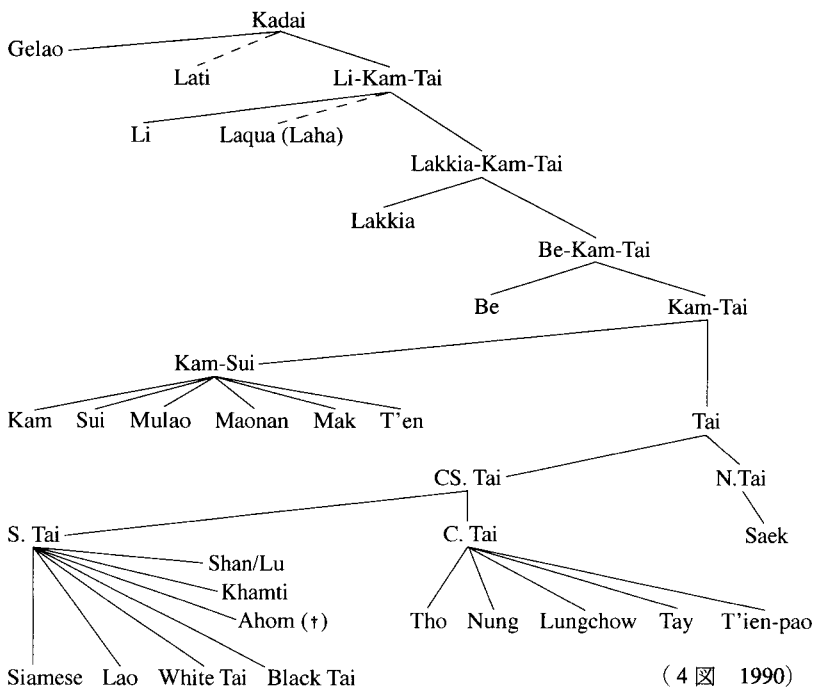 Kadai
Gelao
Lati Li-Kam-Tai
Li Laqua (Laha)
Lakkia-Kam-Tai
Lakkia
Be-Kam-Tai
Be Kam-Tai
Kam-Sui
Kam Sui Mulao Maonan Mak T'en Tai
CS. Tai N.Tai
S. Tai C. Tai Saek
Shan/Lu
Khamti
Ahom (†) Tho Nung Lungchow Tay T'ien-pao
Siamese Lao White Tai Black Tai (4図 1990)